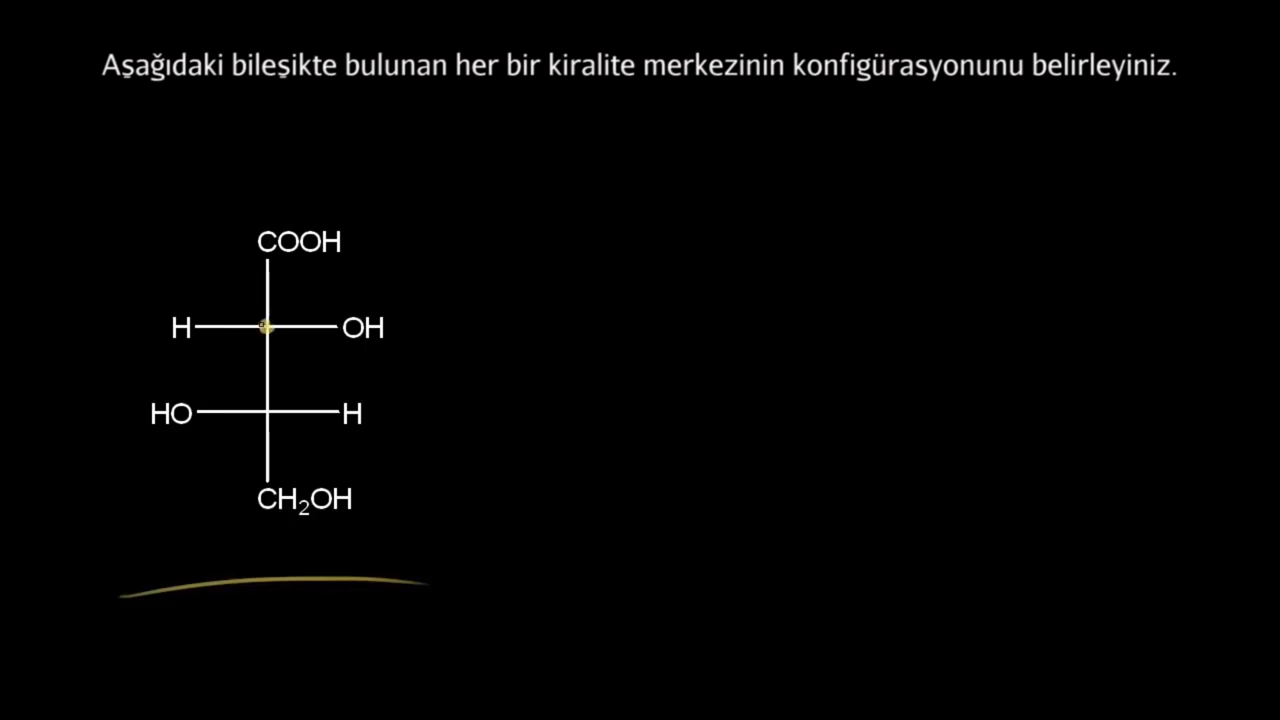 Aşağıdaki bileşikte bulunan her bir kiralite merkezinin konfigürasyonunu belirleyiniz.
COOH
H OH
HO H
CH₂OH